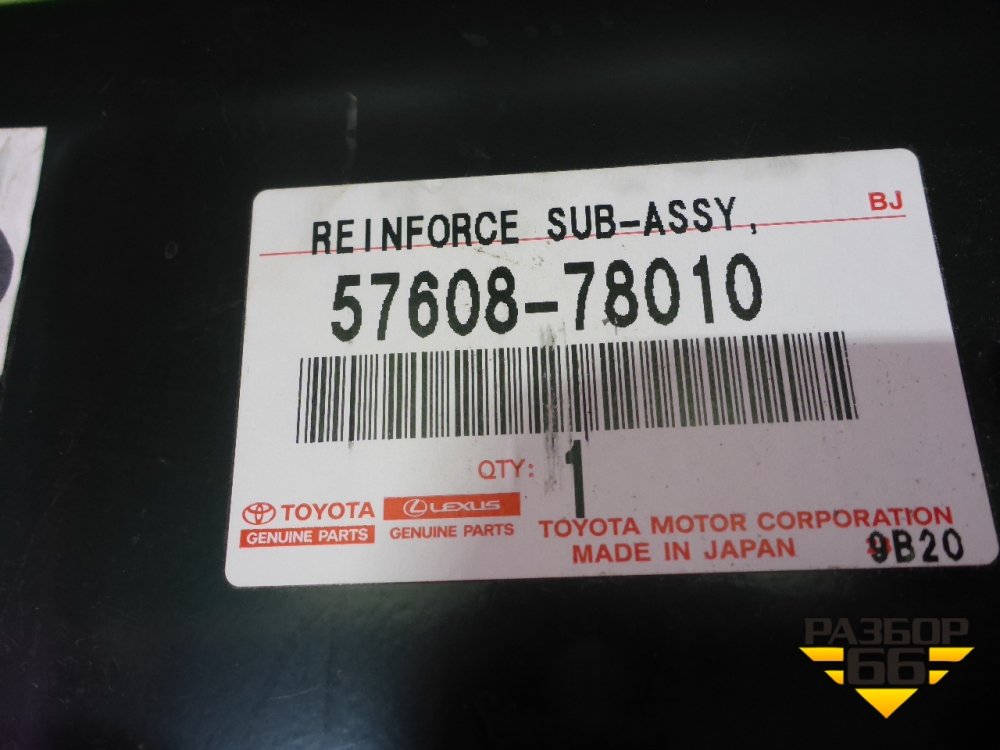 BJ
REINFORCE SUB-ASSY,
57608-78010
QTY: 1
TOYOTA
GENUINE PARTS
LEXUS
GENUINE PARTS
TOYOTA MOTOR CORPORATION
MADE IN JAPAN
9B20
РАЗБОР
66